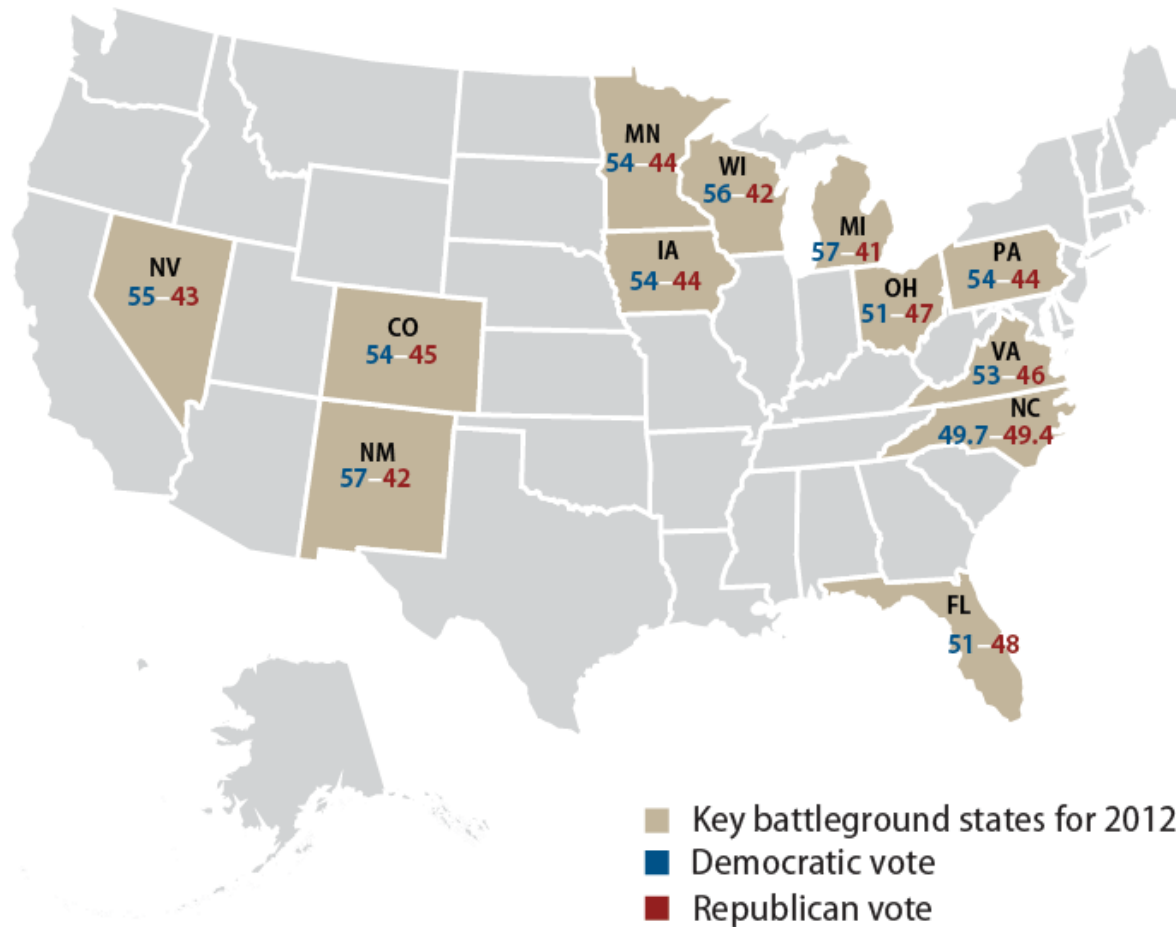 MN
54–44
WI
56–42
MI
57–41
IA
54–44
PA
54–44
NV
55–43
OH
51–47
CO
54–45
VA
53–46
NC
49.7–49.4
NM
57–42
FL
51–48
Key battleground states for 2012
Democratic vote
Republican vote